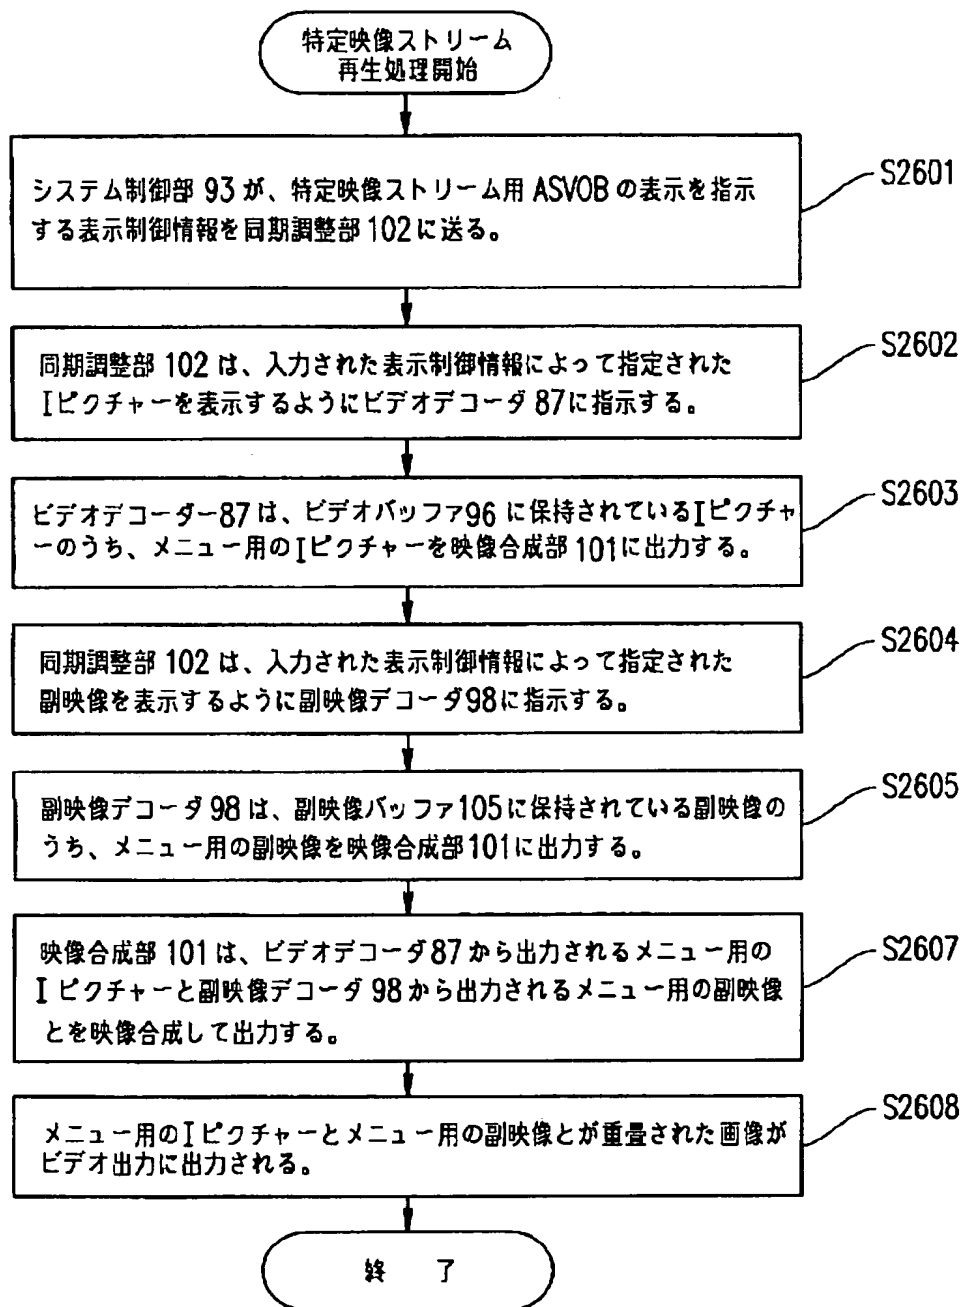 特定映像ストリーム
再生処理開始
システム制御部 93 が、特定映像ストリーム用 ASVOB の表示を指示
する表示制御情報を同期調整部 102 に送る。
S2601
同期調整部 102 は、入力された表示制御情報によって指定された
Iピクチャーを表示するようにビデオデコーダ 87 に指示する。
S2602
ビデオデコーダー87 は、ビデオバッファ96 に保持されているIピクチャ
ーのうち、メニュー用のIピクチャーを映像合成部 101 に出力する。
S2603
同期調整部 102 は、入力された表示制御情報によって指定された
副映像を表示するように副映像デコーダ 98 に指示する。
S2604
副映像デコーダ 98 は、副映像バッファ 105 に保持されている副映像の
うち、メニュー用の副映像を映像合成部 101 に出力する。
S2605
映像合成部 101 は、ビデオデコーダ 87 から出力されるメニュー用の
I ピクチャーと副映像デコーダ 98 から出力されるメニュー用の副映像
とを映像合成して出力する。
S2607
メニュー用のIピクチャーとメニュー用の副映像とが重畳された画像が
ビデオ出力に出力される。
S2608
終 了